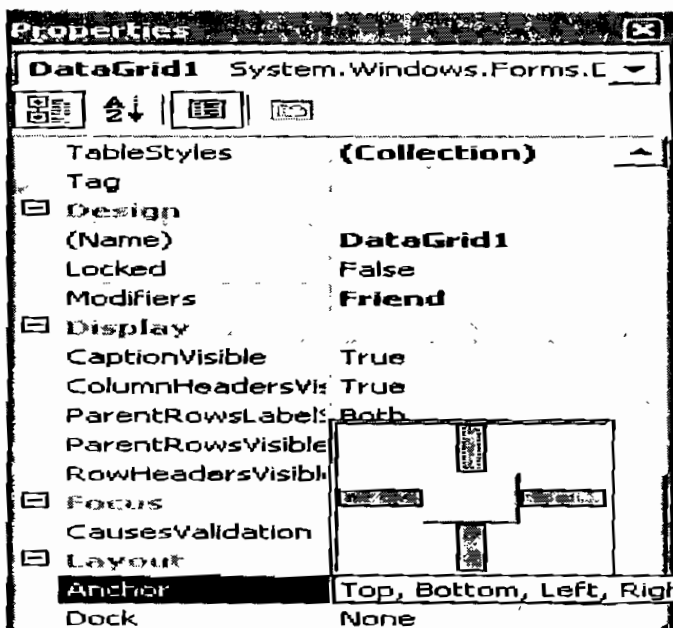 Properties
DataGrid1 System.Windows.Forms.D
TableStyles (Collection)
Tag
Design
(Name) DataGrid1
Locked False
Modifiers Friend
Display
CaptionVisible True
ColumnHeadersVis True
ParentRowsLabelS Both
ParentRowsVisible
RowHeadersVisibl
Focus
CausesValidation
Layout
Anchor Top, Bottom, Left, Righ
Dock None